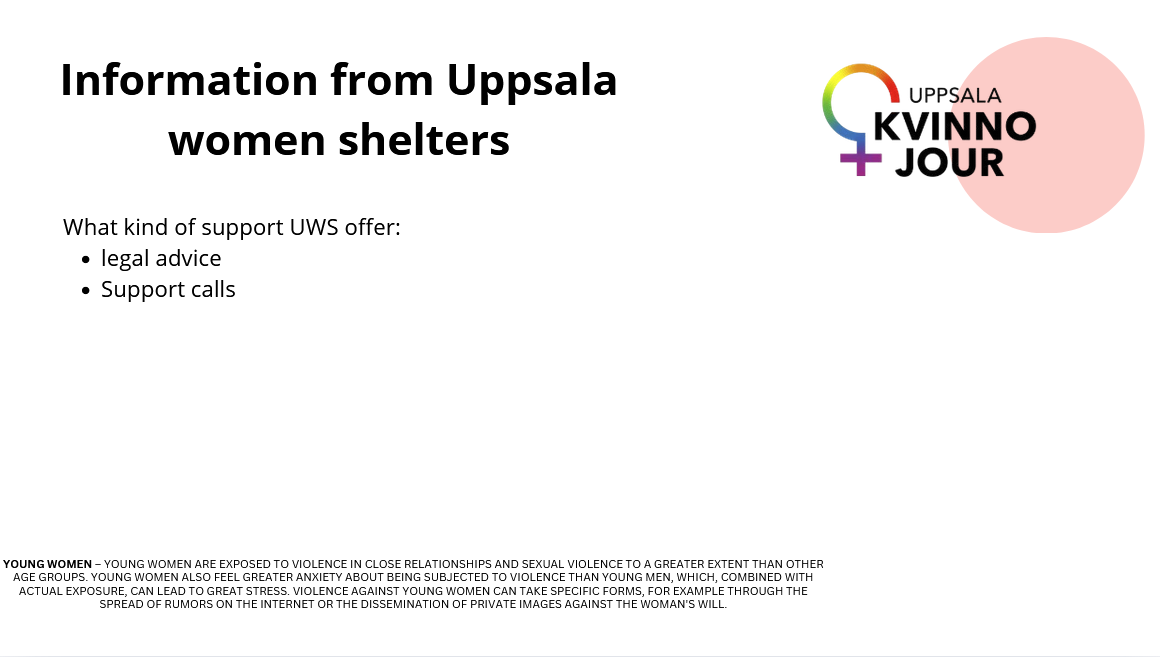 Information from Uppsala
women shelters
UPPSALA
KVINNO
JOUR
What kind of support UWS offer:
• legal advice
• Support calls
YOUNG WOMEN – YOUNG WOMEN ARE EXPOSED TO VIOLENCE IN CLOSE RELATIONSHIPS AND SEXUAL VIOLENCE TO A GREATER EXTENT THAN OTHER
AGE GROUPS. YOUNG WOMEN ALSO FEEL GREATER ANXIETY ABOUT BEING SUBJECTED TO VIOLENCE THAN YOUNG MEN, WHICH, COMBINED WITH
ACTUAL EXPOSURE, CAN LEAD TO GREAT STRESS. VIOLENCE AGAINST YOUNG WOMEN CAN TAKE SPECIFIC FORMS, FOR EXAMPLE THROUGH THE
SPREAD OF RUMORS ON THE INTERNET OR THE DISSEMINATION OF PRIVATE IMAGES AGAINST THE WOMAN'S WILL.